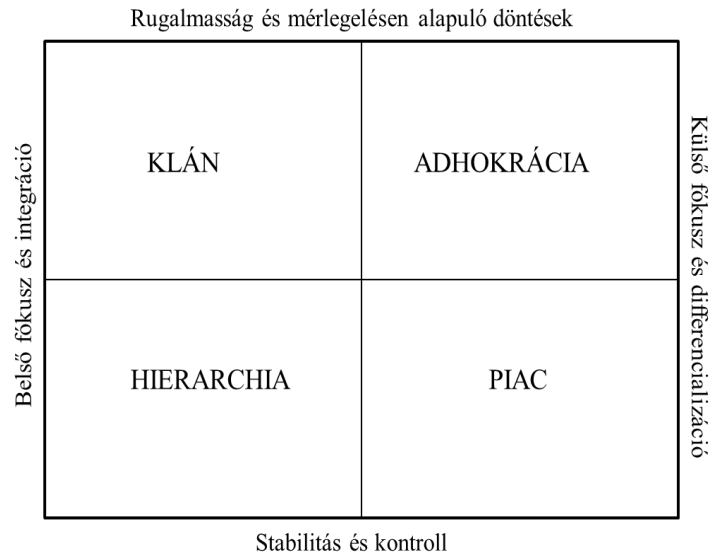 Rugalmasság és mérlegelésen alapuló döntések
Belső fókusz és integráció
KLÁN
ADHOKRÁCIA
Külső fókusz és differencializáció
HIERARCHIA
PIAC
Stabilitás és kontroll